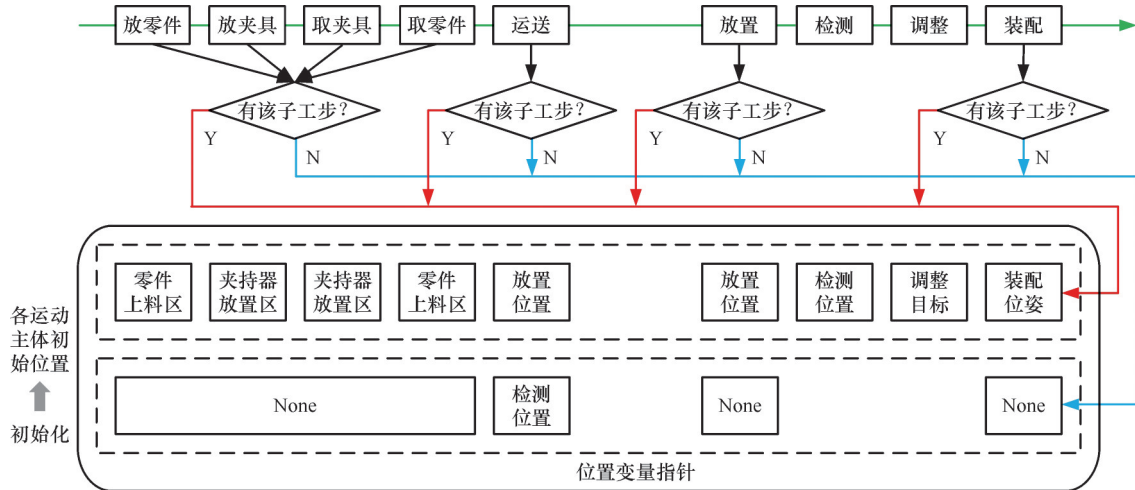 放零件 放夹具 取夹具 取零件 运送 放置 检测 调整 装配
有该子工步? 有该子工步? 有该子工步? 有该子工步?
Y N Y N Y N Y N
零件 夹持器 夹持器 零件 放置 放置 检测 调整 装配
上料区 放置区 放置区 上料区 位置 位置 位置 目标 位姿
各运动
主体初
始位置
初始化
None 检测 None None
位置
位置变量指针